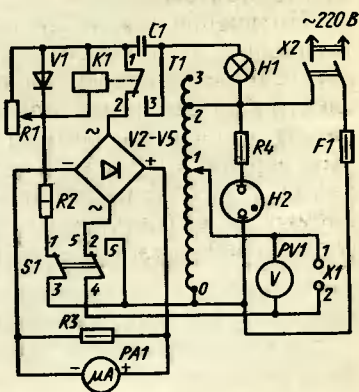 ~220 В
V1
K1
1
C1
T1
X2
2
3
3
H1
R1
~
V2-V5
2
R4
F1
−
+
1
H2
R2
~
1
5
2
5
PV1
S1
V
1
X1
3
4
0
2
R3
−
μA
+
PA1